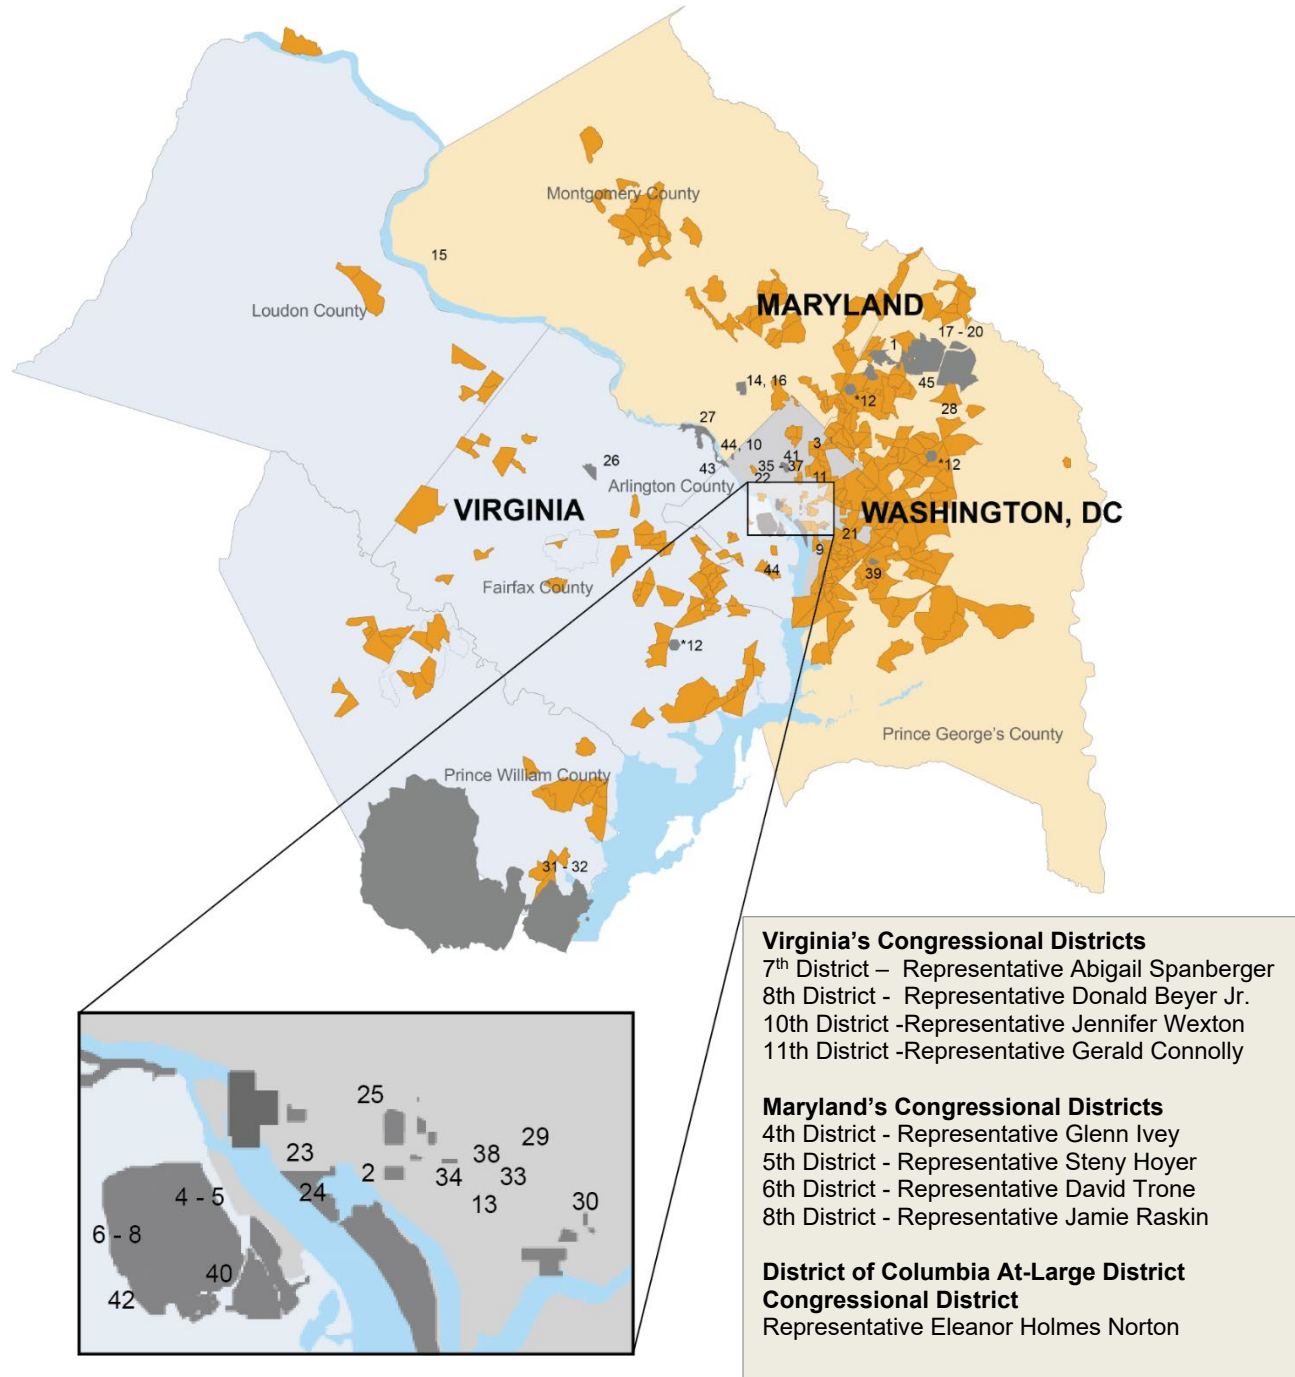 Montgomery County
15
MARYLAND
Loudon County
17 - 20
1
14, 16
45
*12
28
27
44, 10
3
41
26
43
35 - 37
*12
22
11
Arlington County
VIRGINIA
WASHINGTON, DC
21
9
44
39
Fairfax County
*12
Prince George's County
Prince William County
31 - 32
25
29
23
38
2
34
33
4 - 5
24
13
30
6 - 8
40
42
Virginia’s Congressional Districts
7th District – Representative Abigail Spanberger
8th District - Representative Donald Beyer Jr.
10th District -Representative Jennifer Wexton
11th District -Representative Gerald Connolly
Maryland’s Congressional Districts
4th District - Representative Glenn Ivey
5th District - Representative Steny Hoyer
6th District - Representative David Trone
8th District - Representative Jamie Raskin
District of Columbia At-Large District
Congressional District
Representative Eleanor Holmes Norton